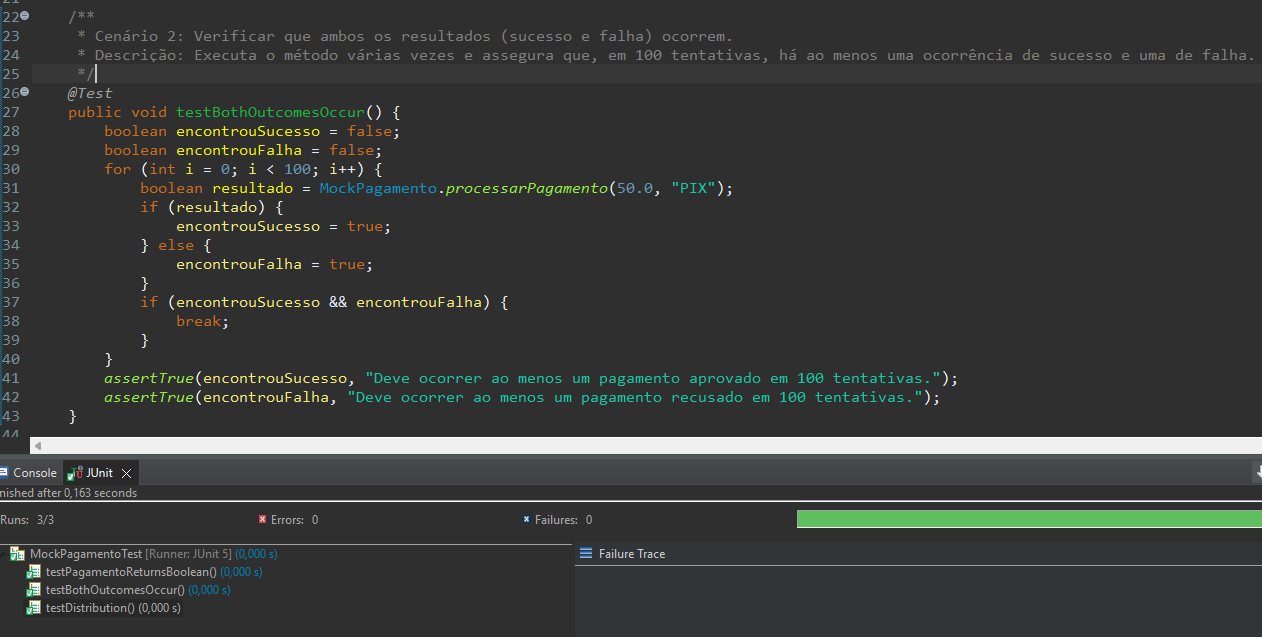 22 /**
23 * Cenário 2: Verificar que ambos os resultados (sucesso e falha) ocorrem.
24 * Descrição: Executa o método várias vezes e assegura que, em 100 tentativas, há ao menos uma ocorrência de sucesso e uma de falha.
25 */
26 @Test
27 public void testBothOutcomesOccur() {
28 boolean encontrouSucesso = false;
29 boolean encontrouFalha = false;
30 for (int i = 0; i < 100; i++) {
31 boolean resultado = MockPagamento.processarPagamento(50.0, "PIX");
32 if (resultado) {
33 encontrouSucesso = true;
34 } else {
35 encontrouFalha = true;
36 }
37 if (encontrouSucesso && encontrouFalha) {
38 break;
39 }
40 }
41 assertTrue(encontrouSucesso, "Deve ocorrer ao menos um pagamento aprovado em 100 tentativas.");
42 assertTrue(encontrouFalha, "Deve ocorrer ao menos um pagamento recusado em 100 tentativas.");
43 }
44
Console JUnit
nished after 0,163 seconds
Runs: 3/3 Errors: 0 Failures: 0
MockPagamentoTest [Runner: JUnit 5] (0,000 s)
testPagamentoReturnsBoolean() (0,000 s)
testBothOutcomesOccur() (0,000 s)
testDistribution() (0,000 s)
Failure Trace